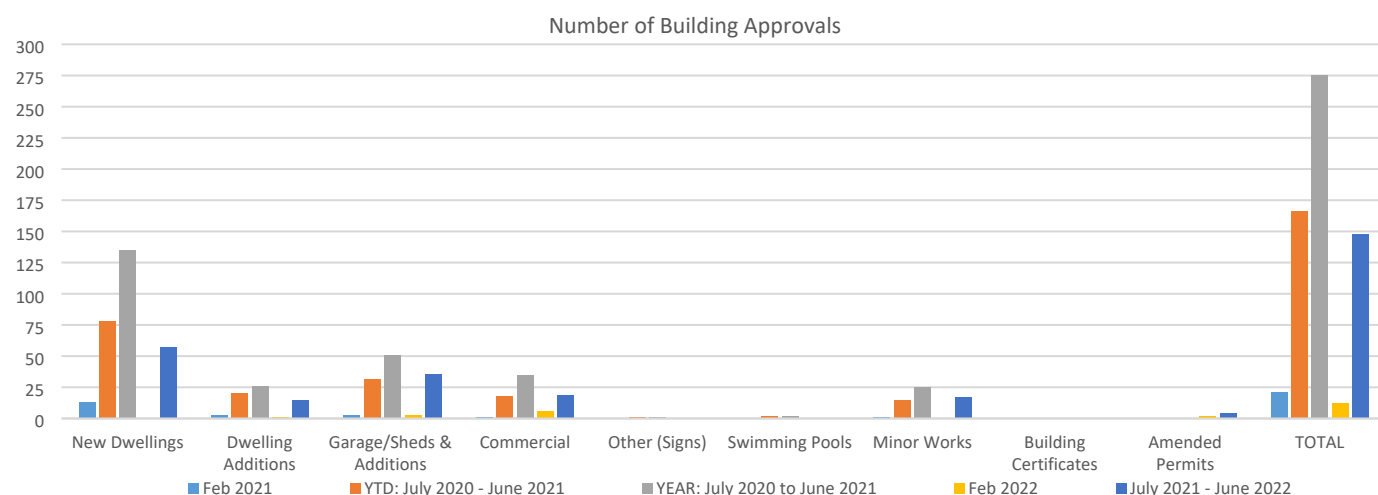 Number of Building Approvals
300
275
250
225
200
175
150
125
100
75
50
25
0
New Dwellings
Dwelling
Additions
Garage/Sheds &
Additions
Commercial
Other (Signs)
Swimming Pools
Minor Works
Building
Certificates
Amended
Permits
TOTAL
Feb 2021
YTD: July 2020 - June 2021
YEAR: July 2020 to June 2021
Feb 2022
July 2021 - June 2022